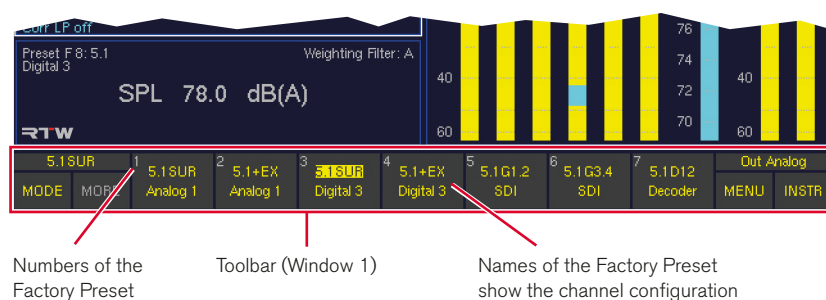 Corr LP off
Preset F 8: 5.1 Weighting Filter: A
Digital 3
SPL 78.0 dB(A)
RTW
40
60
76
74
72
70
40
60
5.1SUR
MODE MORE
1 5.1SUR Analog 1
2 5.1+EX Analog 1
3 5.1SUR Digital 3
4 5.1+EX Digital 3
5 5.1G1.2 SDI
6 5.1G3.4 SDI
7 5.1D12 Decoder
Out Analog
MENU INSTR
Numbers of the
Factory Preset
Toolbar (Window 1)
Names of the Factory Preset
show the channel configuration